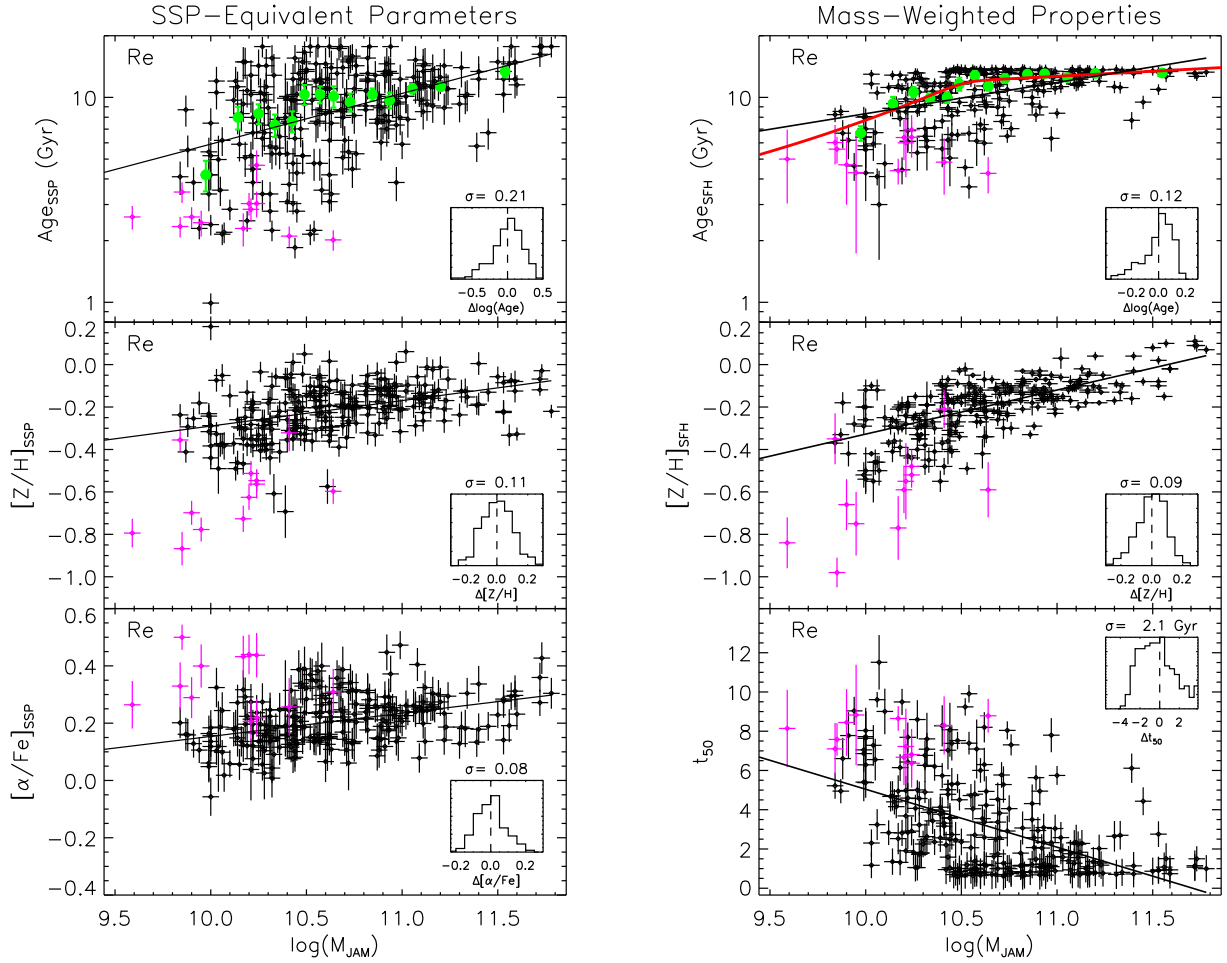 SSP-Equivalent Parameters
Re
10
1
Age_SSP (Gyr)
σ= 0.21
−0.5 0.0 0.5
Δlog(Age)
Re
0.2
0.0
−0.2
−0.4
−0.6
−0.8
−1.0
[Z/H]_SSP
σ= 0.11
−0.2 0.0 0.2
Δ[Z/H]
Re
0.6
0.4
0.2
0.0
−0.2
−0.4
[α/Fe]_SSP
σ= 0.08
−0.2 0.0 0.2
Δ[α/Fe]
9.5 10.0 10.5 11.0 11.5
log(M_JAM)
Mass-Weighted Properties
Re
10
1
Age_SFH (Gyr)
σ= 0.12
−0.2 0.0 0.2
Δlog(Age)
Re
0.2
0.0
−0.2
−0.4
−0.6
−0.8
−1.0
[Z/H]_SFH
σ= 0.09
−0.2 0.0 0.2
Δ[Z/H]
Re
12
10
8
6
4
2
0
t_50
σ= 2.1 Gyr
−4 −2 0 2
Δt_50
9.5 10.0 10.5 11.0 11.5
log(M_JAM)